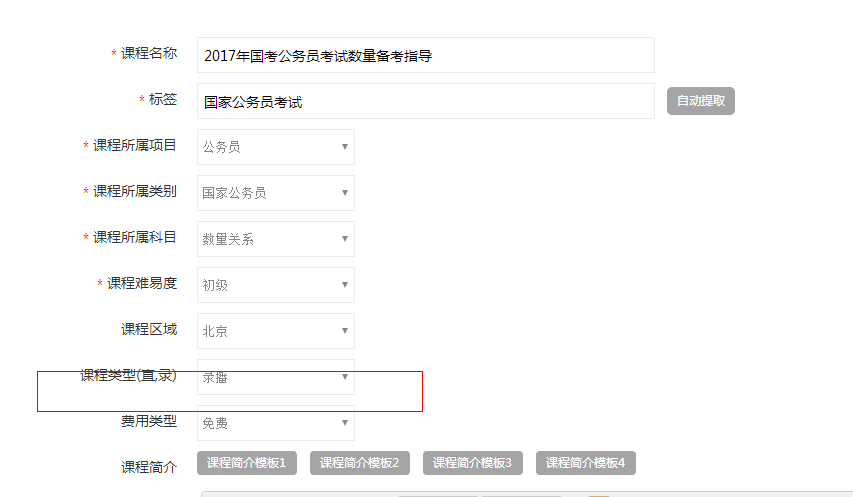 * 课程名称 2017年国考公务员考试数量备考指导
* 标签 国家公务员考试 自动提取
* 课程所属项目 公务员
* 课程所属类别 国家公务员
* 课程所属科目 数量关系
* 课程难易度 初级
课程区域 北京
课程类型(直,录) 录播
费用类型 免费
课程简介 课程简介模板1 课程简介模板2 课程简介模板3 课程简介模板4